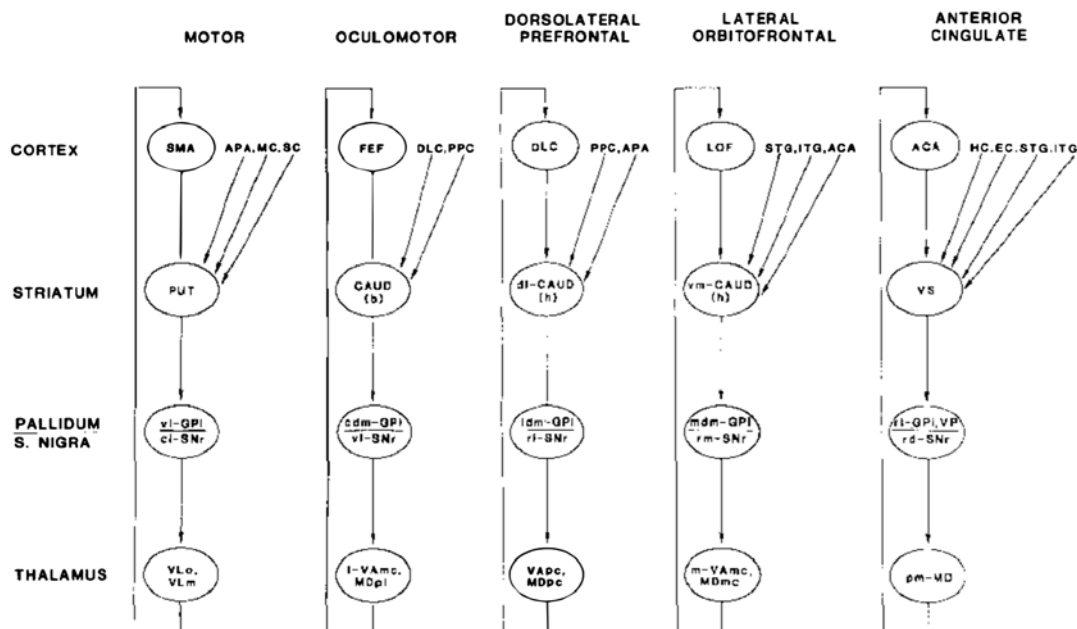 MOTOR
OCULOMOTOR
DORSOLATERAL
PREFRONTAL
LATERAL
ORBITOFRONTAL
ANTERIOR
CINGULATE
CORTEX
SMA
APA,MC,SC
FEF
DLC,PPC
DLC
PPC,APA
LOF
STG,ITG,ACA
ACA
HC.EC.STG,ITG
STRIATUM
PUT
CAUD
(b)
dl-CAUD
(h)
vm-CAUD
(h)
VS
PALLIDUM
S. NIGRA
vl-GPi
cl-SNr
cdm-GPi
vl-SNr
ldm-GPi
rl-SNr
mdm-GPi
rm-SNr
rl-GPi,VP
rd-SNr
THALAMUS
VLo,
VLm
l-VAmc,
MDpl
VApc,
MDpc
m-VAmc,
MDmc
pm-MD